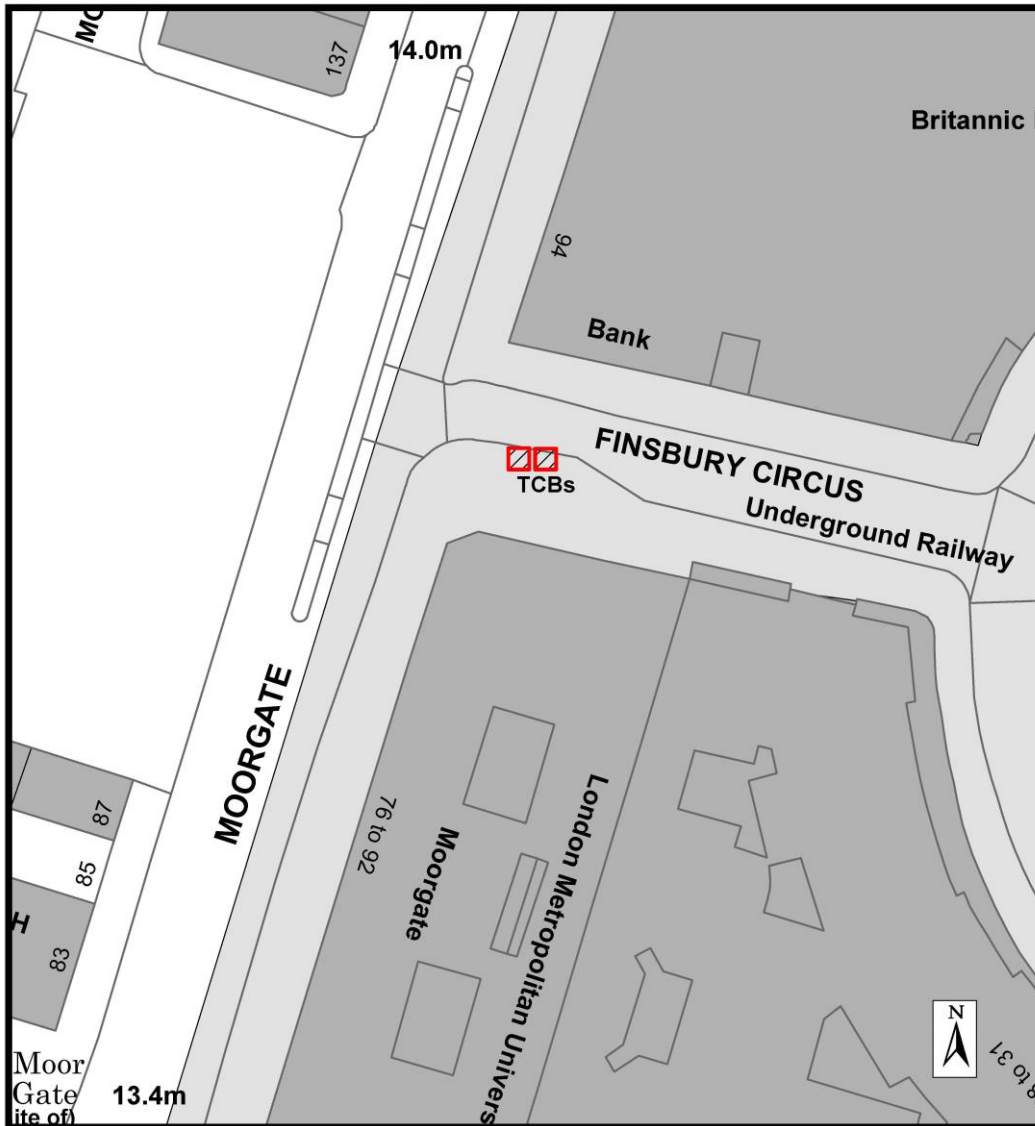 MO
137
14.0m
Britannic
94
Bank
FINSBURY CIRCUS
TCBs
Underground Railway
MOORGATE
87
85
83
H
76 to 92
Moorgate
London Metropolitan Univers
Moor
Gate
ite of)
13.4m
N
8 to 31